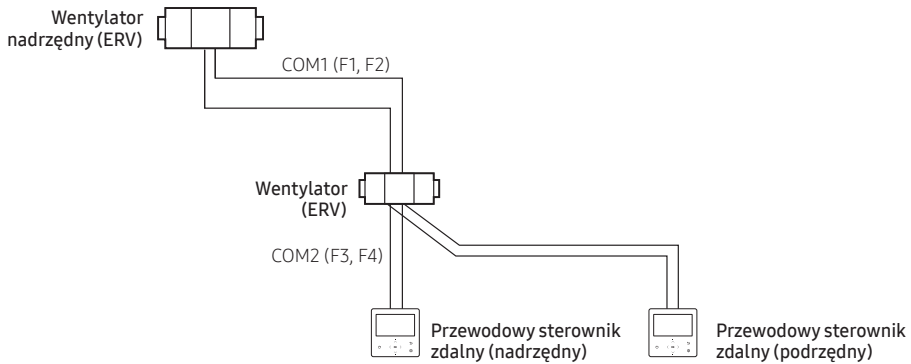 Wentylator
nadrzędny (ERV)
COM1 (F1, F2)
Wentylator
(ERV)
COM2 (F3, F4)
Przewodowy sterownik
zdalny (nadrzędny)
Przewodowy sterownik
zdalny (podrzędny)